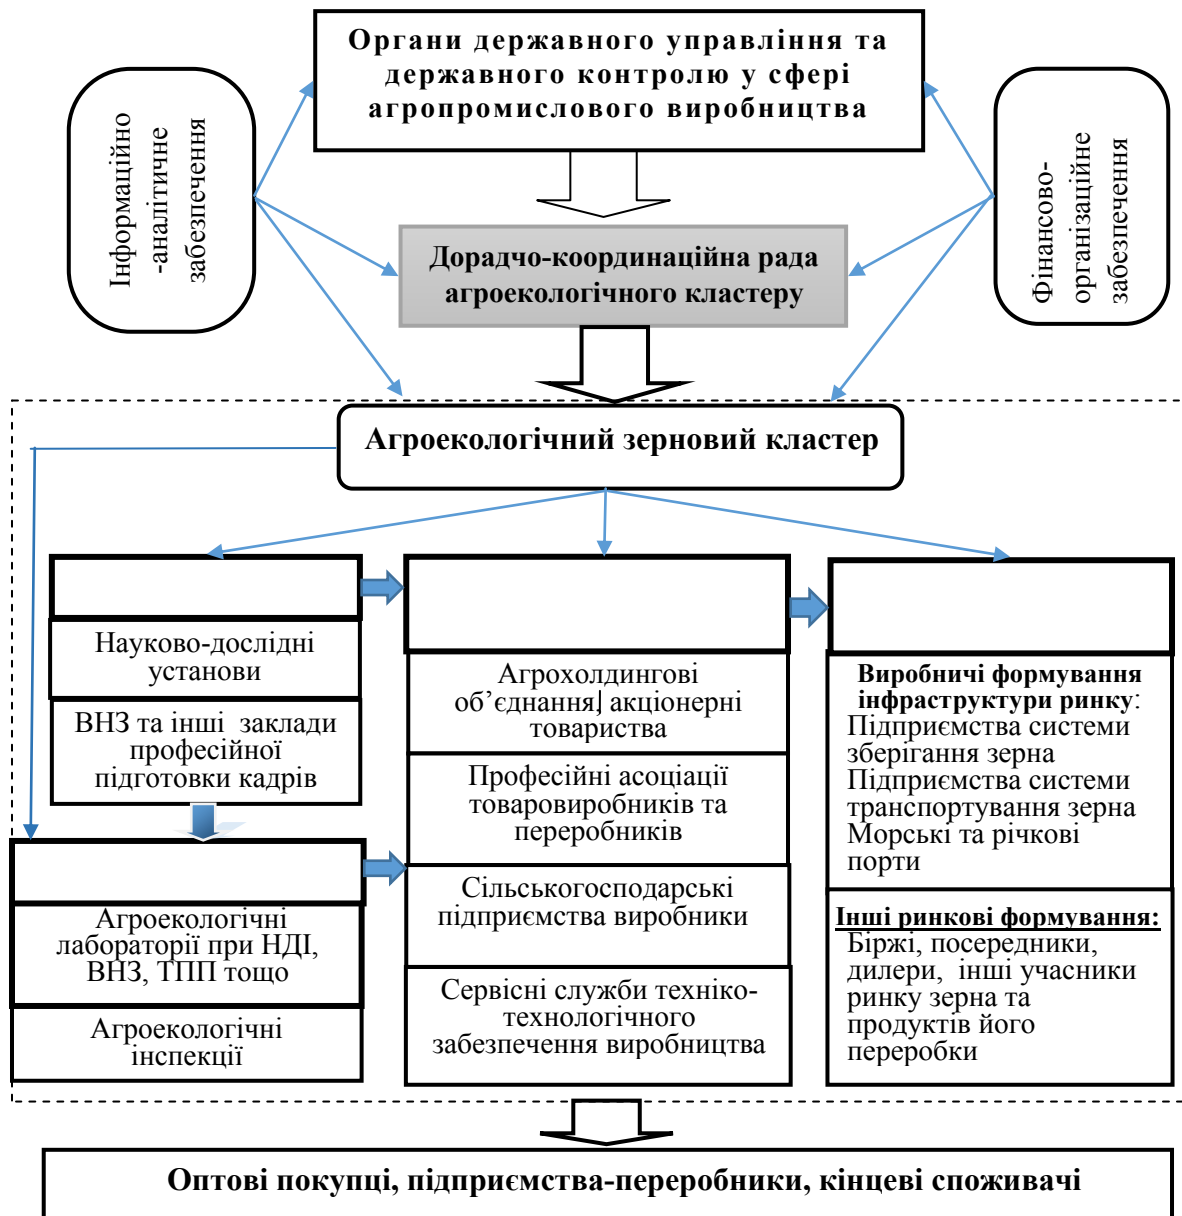 Органи державного управління та
державного контролю у сфері
агропромислового виробництва
Інформаційно
-аналітичне
забезпечення
Фінансово-
організаційне
забезпечення
Дорадчо-координаційна рада
агроекологічного кластеру
Агроекологічний зерновий кластер
Науково-дослідні
установи
ВНЗ та інші заклади
професійної
підготовки кадрів
Агроекологічні
лабораторії при НДІ,
ВНЗ, ТПП тощо
Агроекологічні
інспекції
Агрохолдингові
об’єднання, акціонерні
товариства
Професійні асоціації
товаровиробників та
переробників
Сільськогосподарські
підприємства виробники
Сервісні служби техніко-
технологічного
забезпечення виробництва
Виробничі формування
інфраструктури ринку:
Підприємства системи
зберігання зерна
Підприємства системи
транспортування зерна
Морські та річкові
порти
Інші ринкові формування:
Біржі, посередники,
дилери, інші учасники
ринку зерна та
продуктів його
переробки
Оптові покупці, підприємства-переробники, кінцеві споживачі